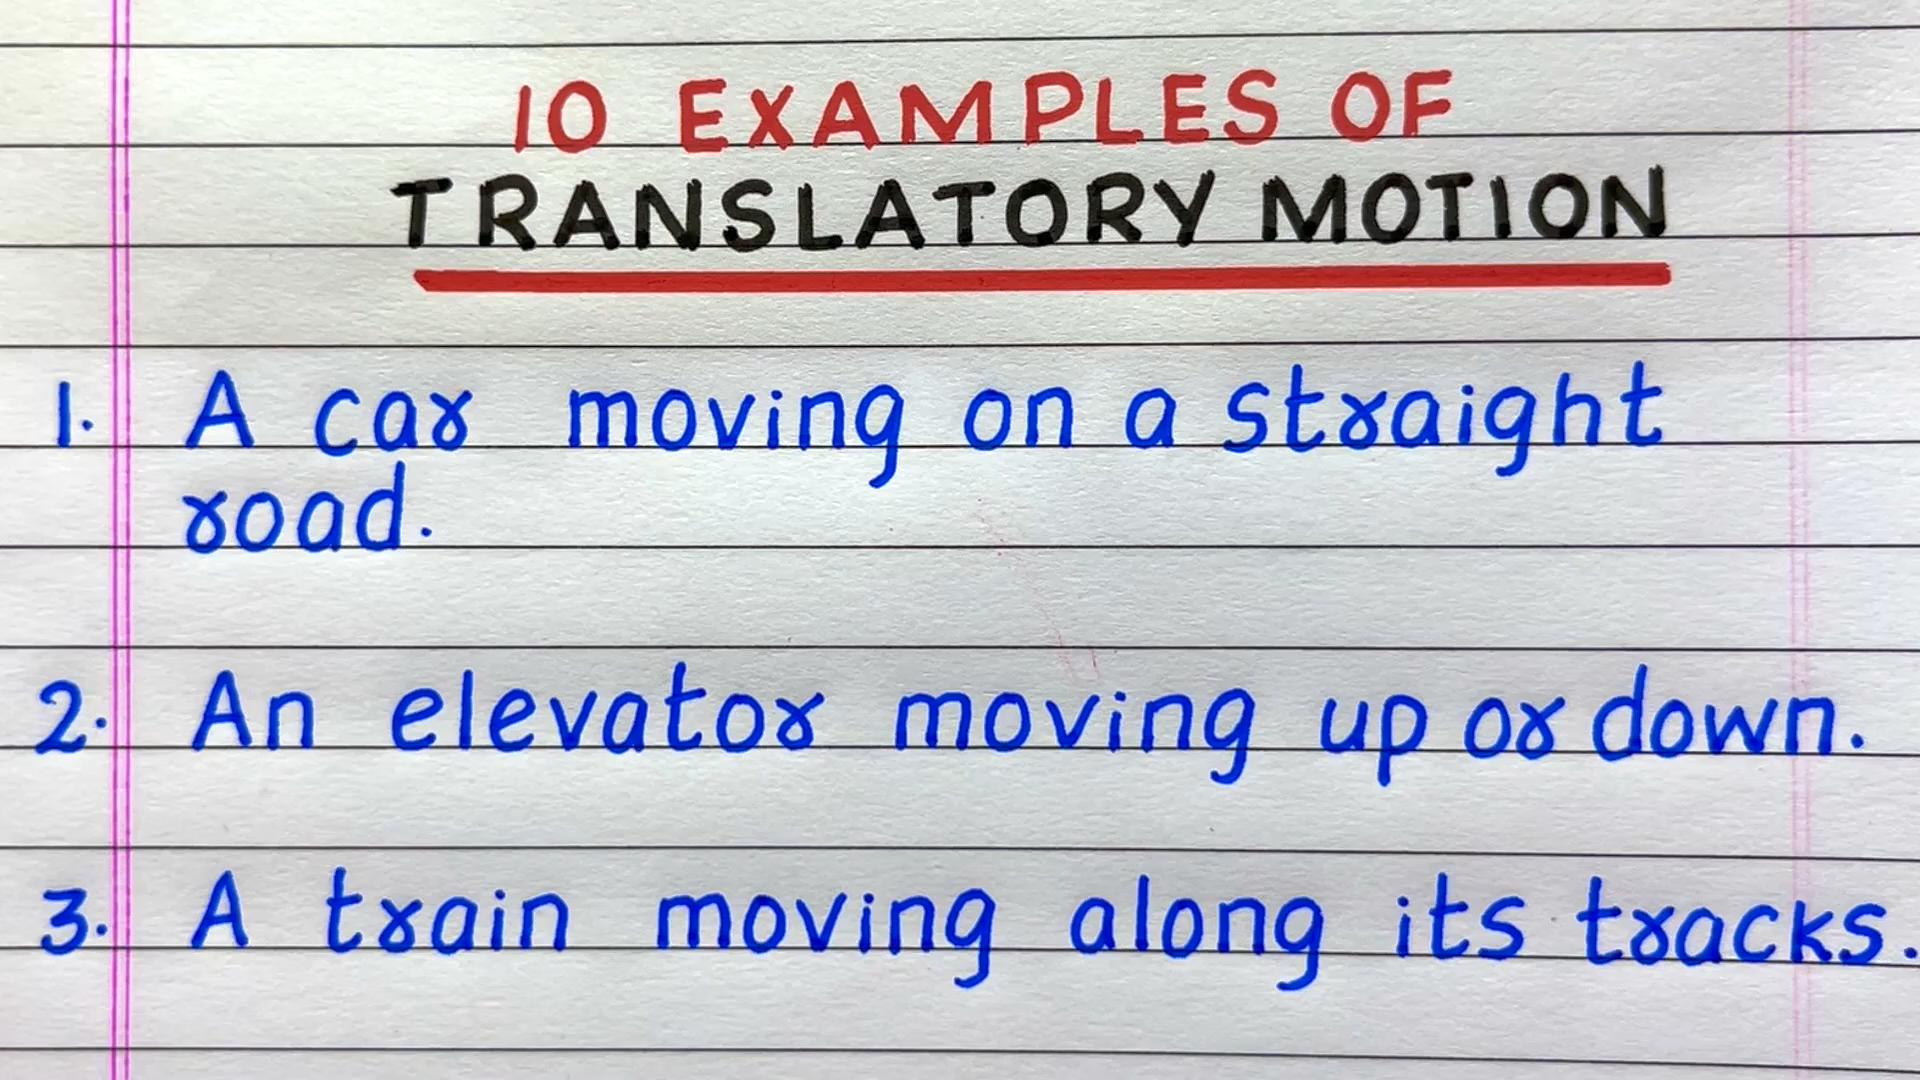 10 EXAMPLES OF
TRANSLATORY MOTION
1. A car moving on a straight
road.
2. An elevator moving up or down.
3. A train moving along its tracks.